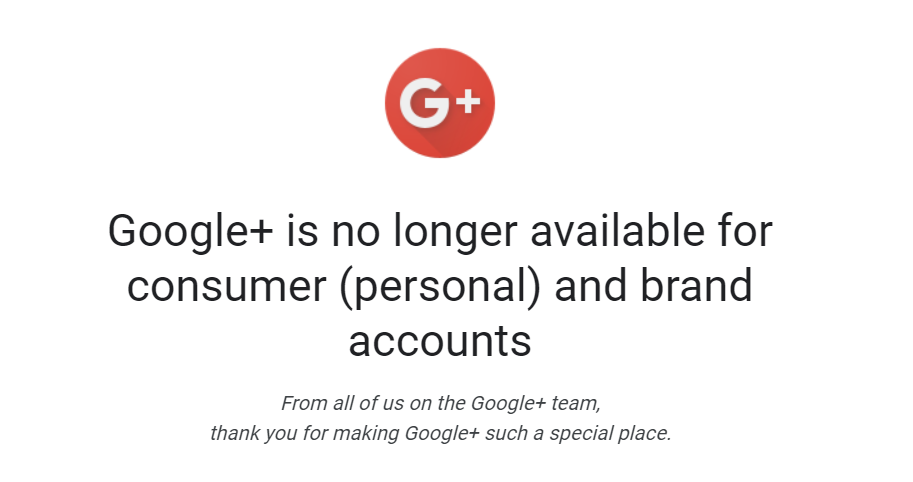 G+
Google+ is no longer available for
consumer (personal) and brand
accounts
From all of us on the Google+ team,
thank you for making Google+ such a special place.